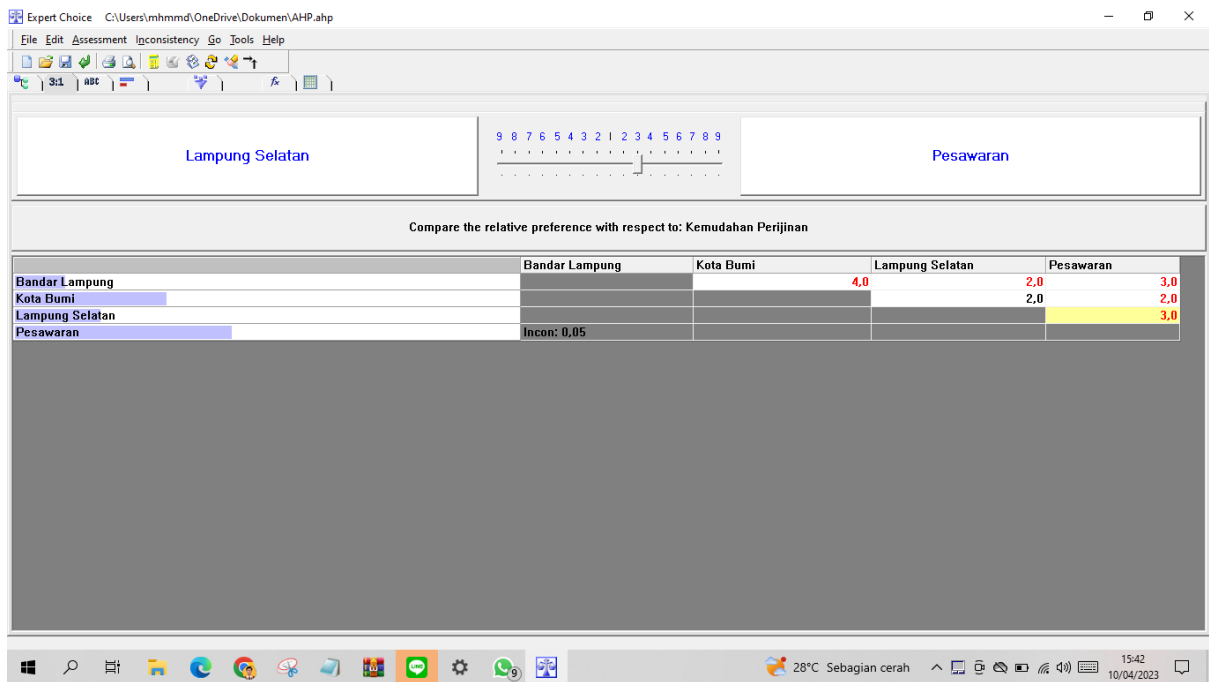 Expert Choice C:\Users\mhmmd\OneDrive\Dokumen\AHP.ahp
File Edit Assessment Inconsistency Go Tools Help
3:1 ABC fx
9 8 7 6 5 4 3 2 1 2 3 4 5 6 7 8 9
Lampung Selatan Pesawaran
Compare the relative preference with respect to: Kemudahan Perijinan
Bandar Lampung Kota Bumi Lampung Selatan Pesawaran
Bandar Lampung 4,0 2,0 3,0
Kota Bumi 2,0 2,0
Lampung Selatan 3,0
Pesawaran Incon: 0,05
LINE 9 28°C Sebagian cerah 15:42
10/04/2023